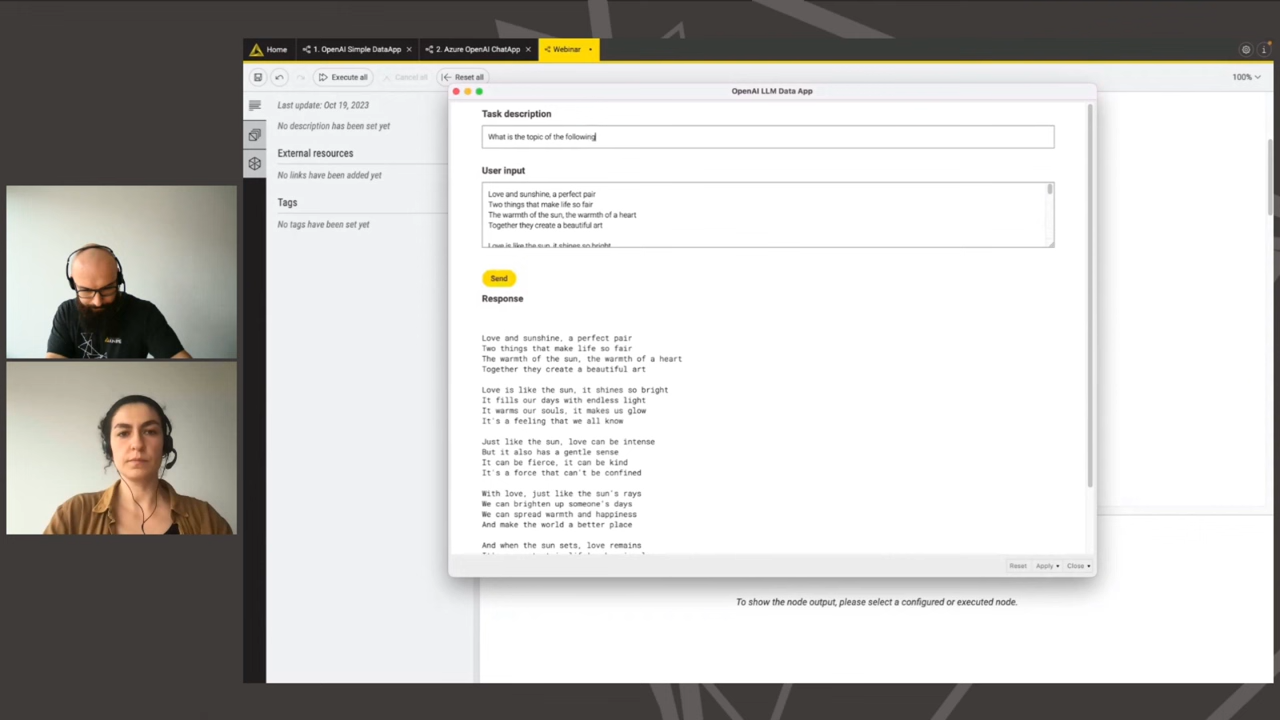 Home
1. OpenAI Simple DataApp
2. Azure OpenAI ChatApp
Webinar
Execute all
Cancel all
Reset all
100%
Last update: Oct 19, 2023
No description has been set yet
External resources
No links have been added yet
Tags
No tags have been set yet
OpenAI LLM Data App
Task description
What is the topic of the following
User input
Love and sunshine, a perfect pair
Two things that make life so fair
The warmth of the sun, the warmth of a heart
Together they create a beautiful art
Love is like the sun, it shines so bright
Send
Response
Love and sunshine, a perfect pair
Two things that make life so fair
The warmth of the sun, the warmth of a heart
Together they create a beautiful art
Love is like the sun, it shines so bright
It fills our days with endless light
It warms our souls, it makes us glow
It's a feeling that we all know
Just like the sun, love can be intense
But it also has a gentle sense
It can be fierce, it can be kind
It's a force that can't be confined
With love, just like the sun's rays
We can brighten up someone's days
We can spread warmth and happiness
And make the world a better place
And when the sun sets, love remains
Reset
Apply
Close
To show the node output, please select a configured or executed node.